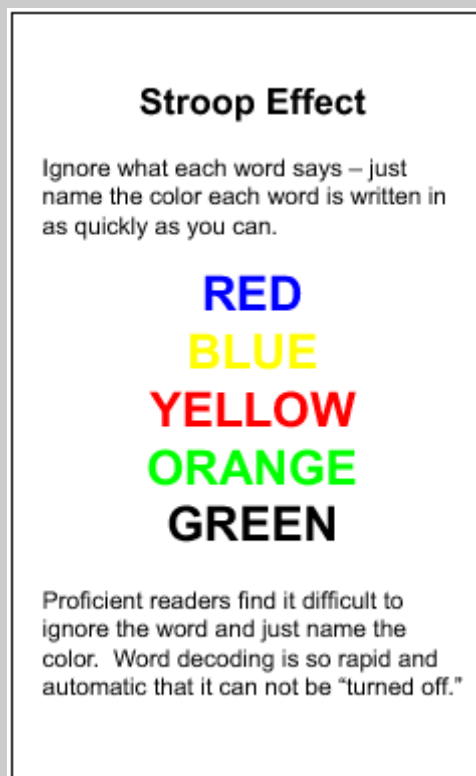 Stroop Effect
Ignore what each word says – just
name the color each word is written in
as quickly as you can.
RED
BLUE
YELLOW
ORANGE
GREEN
Proficient readers find it difficult to
ignore the word and just name the
color.  Word decoding is so rapid and
automatic that it can not be “turned off.”